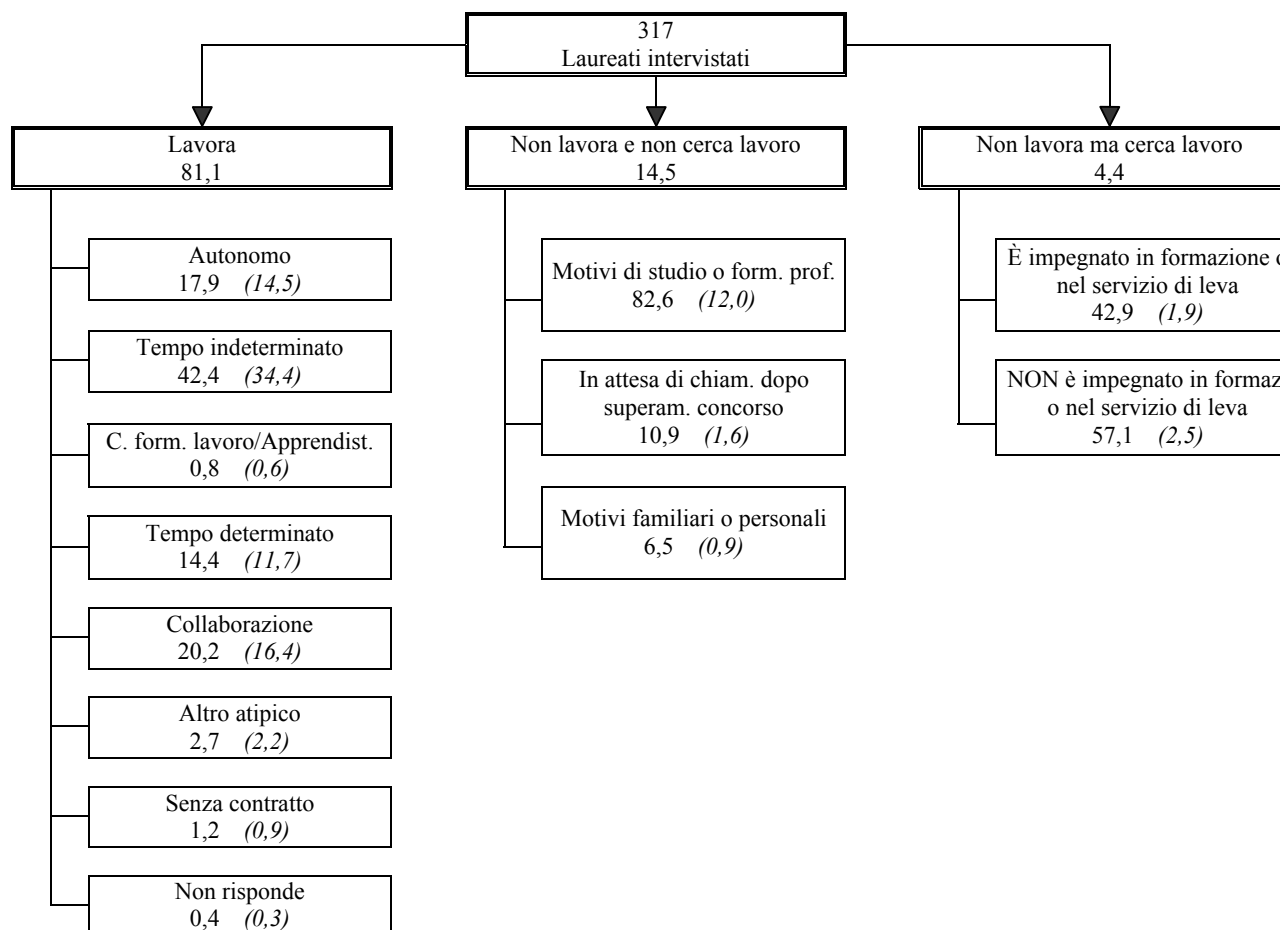 317
Laureati intervistati
Lavora
81,1
Non lavora e non cerca lavoro
14,5
Non lavora ma cerca lavoro
4,4
Autonomo
17,9 (14,5)
Tempo indeterminato
42,4 (34,4)
C. form. lavoro/Apprendist.
0,8 (0,6)
Tempo determinato
14,4 (11,7)
Collaborazione
20,2 (16,4)
Altro atipico
2,7 (2,2)
Senza contratto
1,2 (0,9)
Non risponde
0,4 (0,3)
Motivi di studio o form. prof.
82,6 (12,0)
In attesa di chiam. dopo
superam. concorso
10,9 (1,6)
Motivi familiari o personali
6,5 (0,9)
È impegnato in formazione
nel servizio di leva
42,9 (1,9)
NON è impegnato in
o nel servizio di leva
57,1 (2,5)